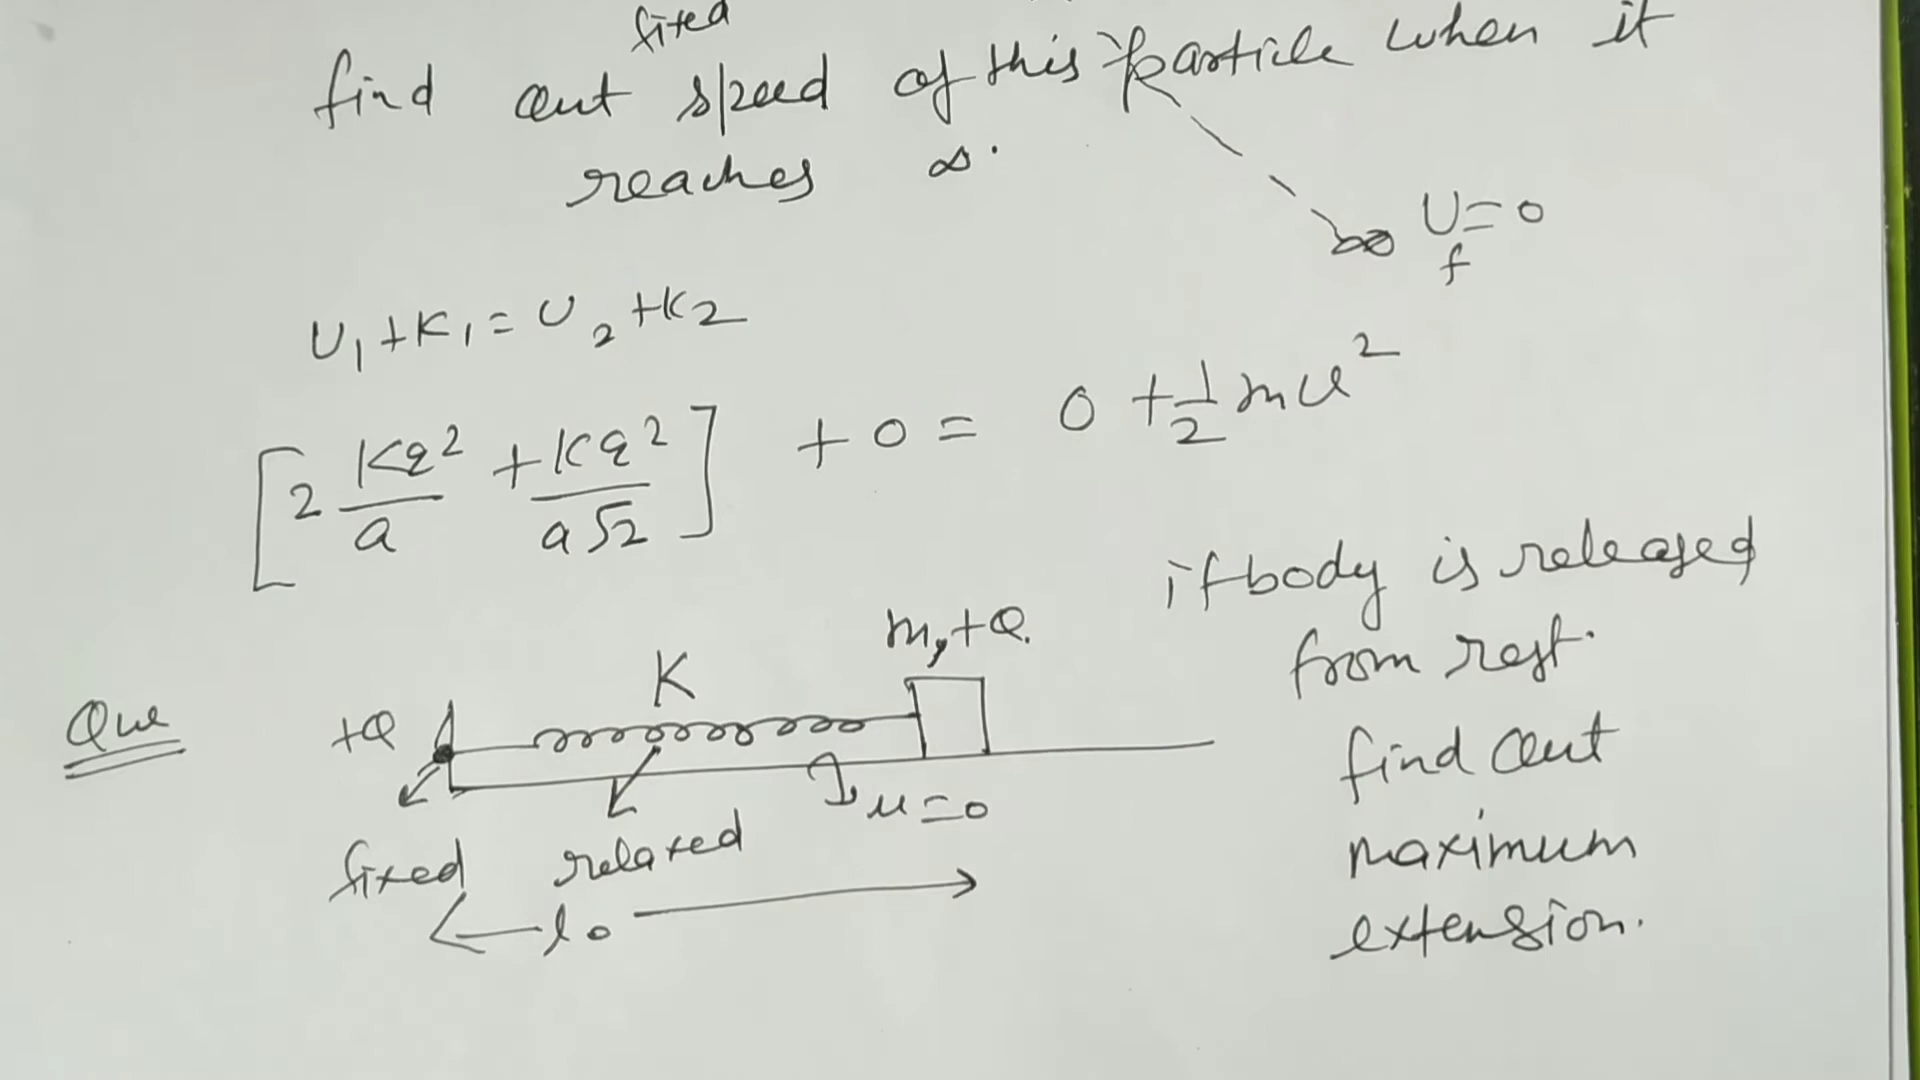 fixed
find out speed of this particle when it
reaches ∞.
U_f=0
∞
U₁+K₁=U₂+K₂
[2 Kq²/a + Kq²/a√2] +0= 0 +1/2 mu²
Que
+Q
K
m,+Q.
fixed
relaxed
μ=0
l₀
if body is released
from rest.
find out
maximum
extension.